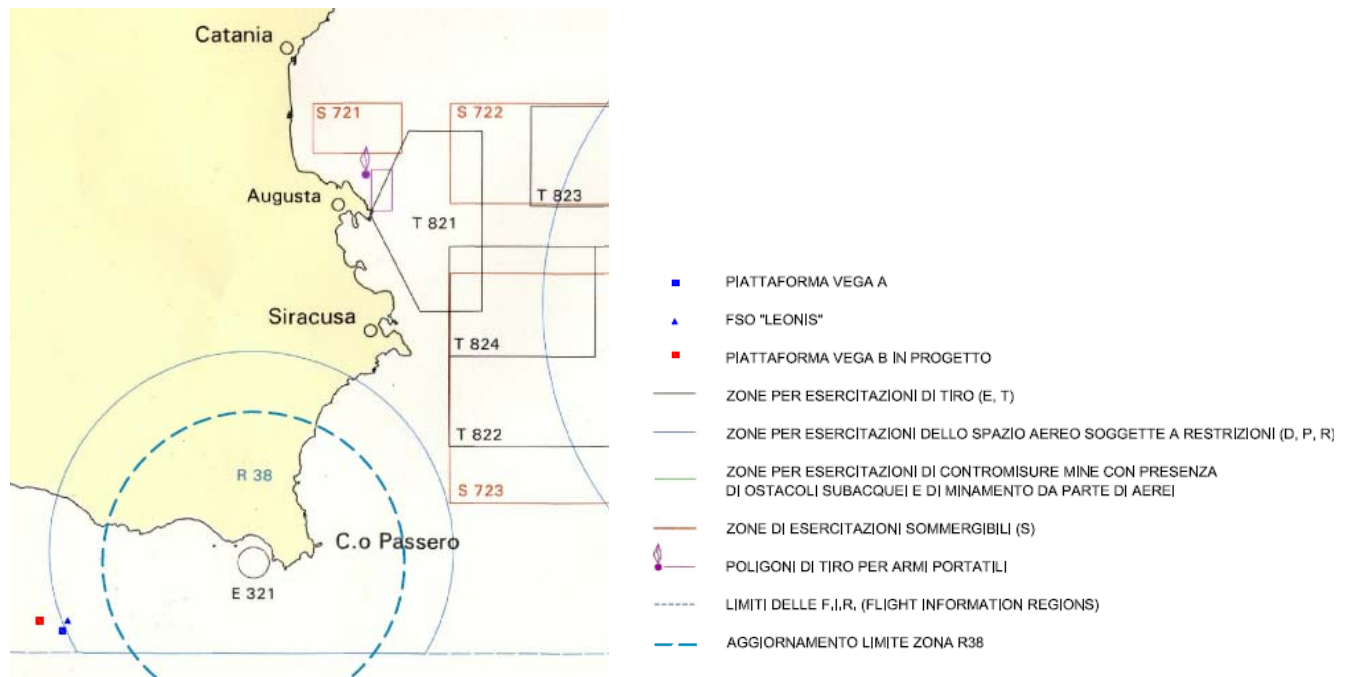 Catania
S 721
S 722
T 823
Augusta
T 821
Siracusa
T 824
T 822
R 38
S 723
C.o Passero
E 321
PIATTAFORMA VEGA A
FSO "LEONIS"
PIATTAFORMA VEGA B IN PROGETTO
ZONE PER ESERCITAZIONI DI TIRO (E, T)
ZONE PER ESERCITAZIONI DELLO SPAZIO AEREO SOGGETTE A RESTRIZIONI (D, P, R)
ZONE PER ESERCITAZIONI DI CONTROMISURE MINE CON PRESENZA
DI OSTACOLI SUBACQUEI E DI MINAMENTO DA PARTE DI AEREI
ZONE DI ESERCITAZIONI SOMMERGIBILI (S)
POLIGONI DI TIRO PER ARMI PORTATILI
LIMITI DELLE F.I.R. (FLIGHT INFORMATION REGIONS)
AGGIORNAMENTO LIMITE ZONA R38